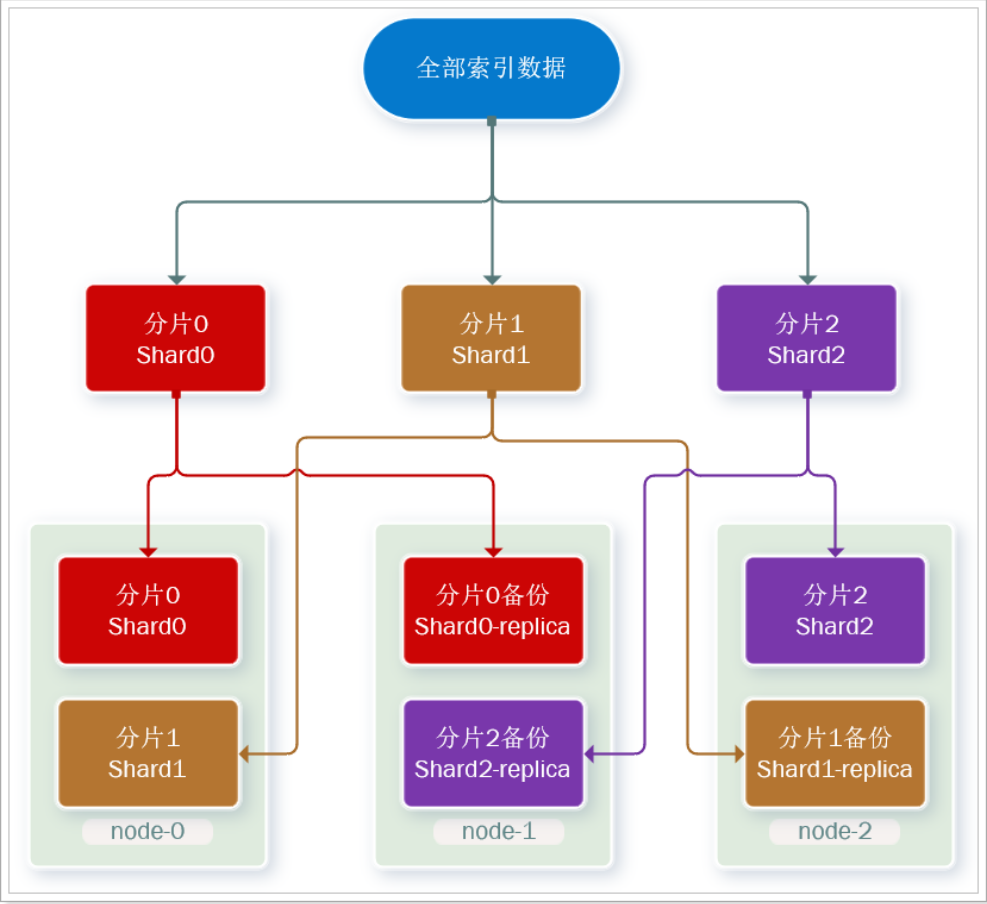 全部索引数据
分片0
Shard0
分片1
Shard1
分片2
Shard2
分片0
Shard0
分片1
Shard1
node-0
分片0备份
Shard0-replica
分片2备份
Shard2-replica
node-1
分片2
Shard2
分片1备份
Shard1-replica
node-2